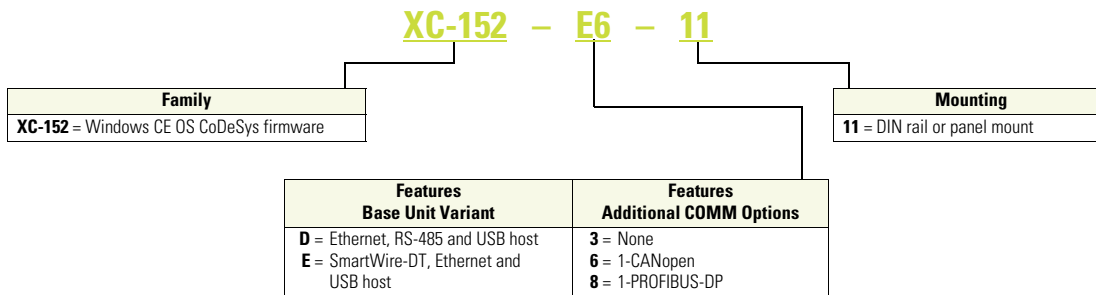 XC-152 – E6 – 11
Family
XC-152 = Windows CE OS CoDeSys firmware
Mounting
11 = DIN rail or panel mount
Features
Base Unit Variant
D = Ethernet, RS-485 and USB host
E = SmartWire-DT, Ethernet and
USB host
Features
Additional COMM Options
3 = None
6 = 1-CANopen
8 = 1-PROFIBUS-DP